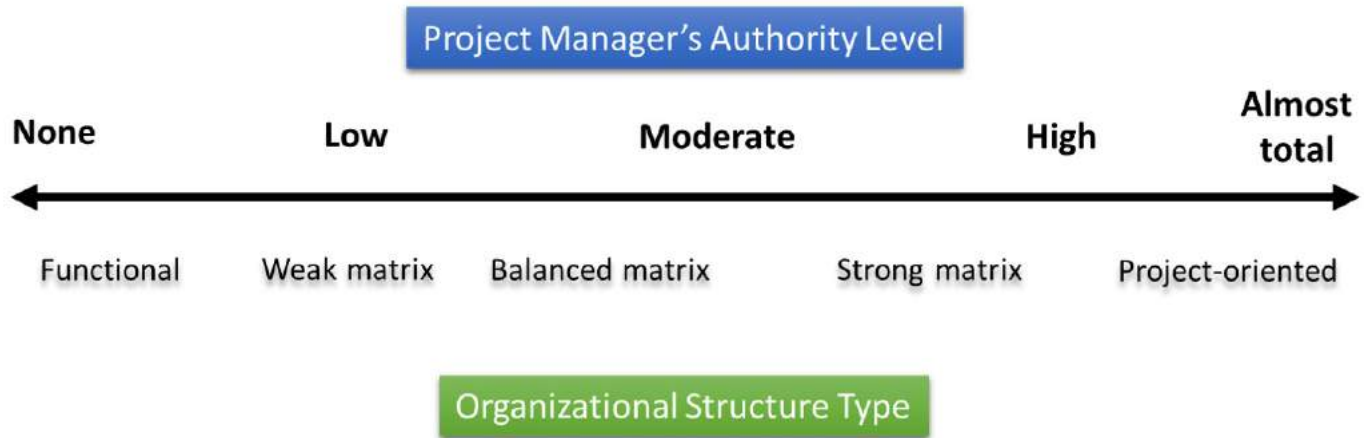 Project Manager's Authority Level
None Low Moderate High Almost total
Functional Weak matrix Balanced matrix Strong matrix Project-oriented
Organizational Structure Type